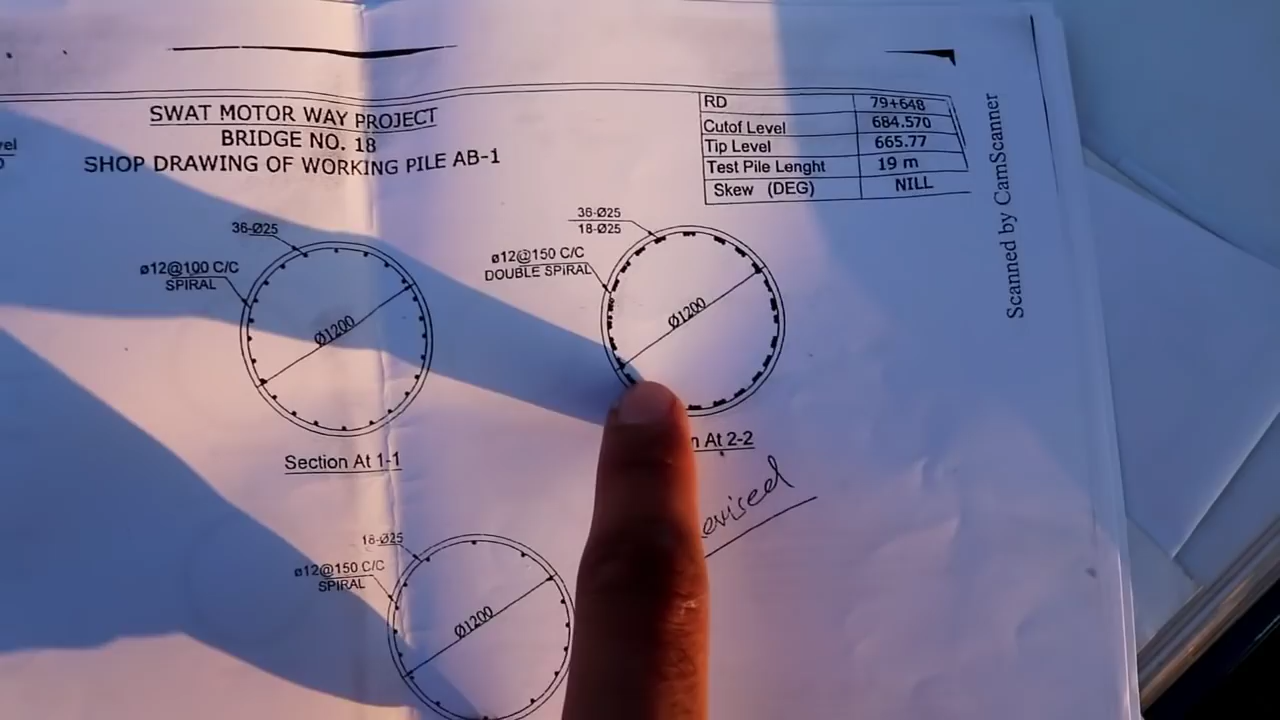 SWAT MOTOR WAY PROJECT
BRIDGE NO. 18
SHOP DRAWING OF WORKING PILE AB-1
RD 79+648
Cutof Level 684.570
Tip Level 665.77
Test Pile Lenght 19 m
Skew (DEG) NILL
Scanned by CamScanner
36-Ø25
ø12@100 C/C
SPIRAL
Ø1200
Section At 1-1
36-Ø25
18-Ø25
ø12@150 C/C
DOUBLE SPIRAL
Ø1200
At 2-2
18-Ø25
ø12@150 C/C
SPIRAL
Ø1200